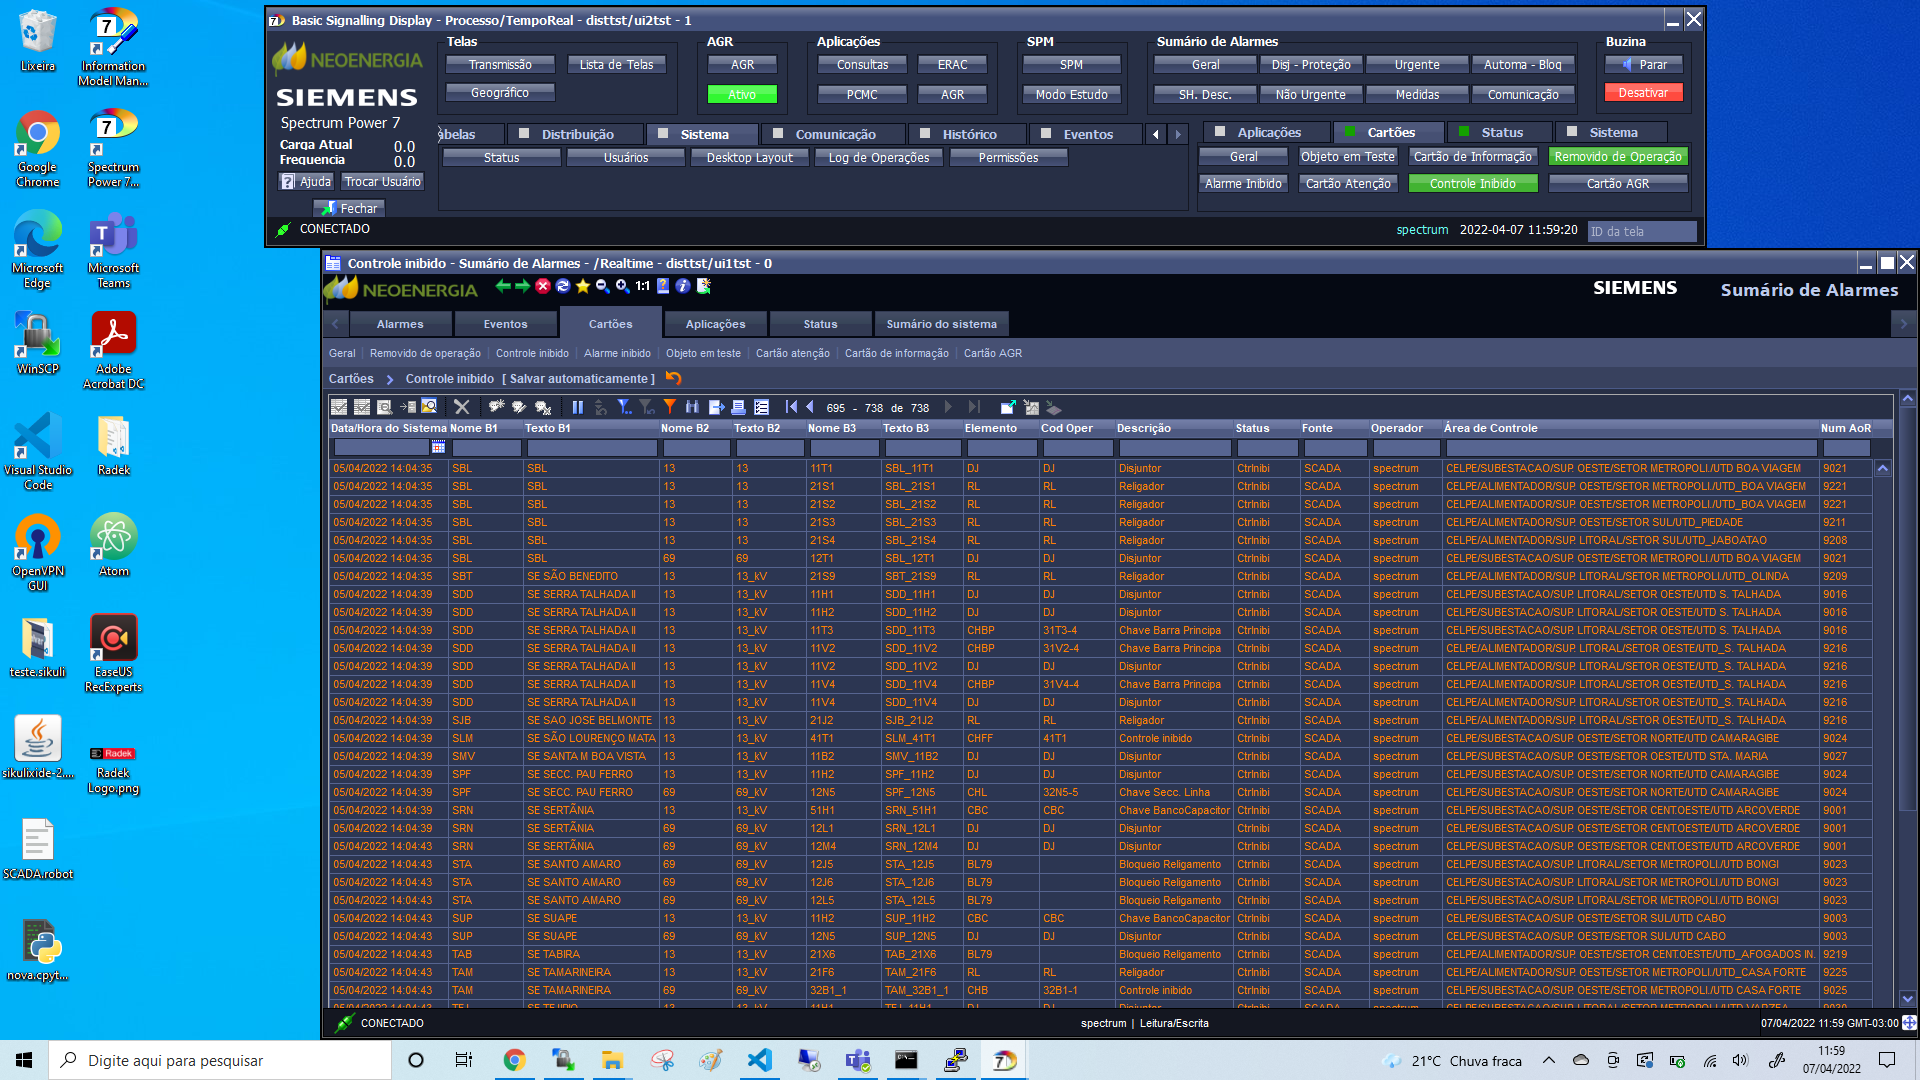 Lixeira
Information Model Man...
Google Chrome
Spectrum Power 7...
Microsoft Edge
Microsoft Teams
WinSCP
Adobe Acrobat DC
Visual Studio Code
Radek
OpenVPN GUI
Atom
teste.sikuli
EaseUS RecExperts
sikulixide-2....
Radek Logo.png
SCADA.robot
nova.cpyt...
Basic Signalling Display - Processo/TempoReal - disttst/ui2tst - 1
NEOENERGIA
SIEMENS
Spectrum Power 7
Carga Atual 0.0
Frequencia 0.0
Ajuda Trocar Usuário
Fechar
Telas
Transmissão Lista de Telas
Geográfico
AGR
AGR
Ativo
Aplicações
Consultas ERAC
PCMC AGR
SPM
SPM
Modo Estudo
Sumário de Alarmes
Geral Disj - Proteção Urgente Automa - Bloq
SH. Desc. Não Urgente Medidas Comunicação
Buzina
Parar
Desativar
abelas Distribuição Sistema Comunicação Histórico Eventos
Status Usuários Desktop Layout Log de Operações Permissões
Aplicações Cartões Status Sistema
Geral Objeto em Teste Cartão de Informação Removido de Operação
Alarme Inibido Cartão Atenção Controle Inibido Cartão AGR
CONECTADO
spectrum 2022-04-07 11:59:20 ID da tela
Controle inibido - Sumário de Alarmes - /Realtime - disttst/ui1tst - 0
NEOENERGIA 1:1 SIEMENS Sumário de Alarmes
Alarmes Eventos Cartões Aplicações Status Sumário do sistema
Geral Removido de operação Controle inibido Alarme inibido Objeto em teste Cartão atenção Cartão de informação Cartão AGR
Cartões Controle inibido [ Salvar automaticamente ]
695 - 738 de 738
Data/Hora do Sistema Nome B1 Texto B1 Nome B2 Texto B2 Nome B3 Texto B3 Elemento Cod Oper Descrição Status Fonte Operador Área de Controle Num AoR
05/04/2022 14:04:35 SBL SBL 13 13 11T1 SBL_11T1 DJ DJ Disjuntor CtrInibi SCADA spectrum CELPE/SUBESTACAO/SUP. OESTE/SETOR METROPOLI./UTD BOA VIAGEM 9021
05/04/2022 14:04:35 SBL SBL 13 13 21S1 SBL_21S1 RL RL Religador CtrInibi SCADA spectrum CELPE/ALIMENTADOR/SUP. OESTE/SETOR METROPOLI./UTD_BOA VIAGEM 9221
05/04/2022 14:04:35 SBL SBL 13 13 21S2 SBL_21S2 RL RL Religador CtrInibi SCADA spectrum CELPE/ALIMENTADOR/SUP. OESTE/SETOR METROPOLI./UTD_BOA VIAGEM 9221
05/04/2022 14:04:35 SBL SBL 13 13 21S3 SBL_21S3 RL RL Religador CtrInibi SCADA spectrum CELPE/ALIMENTADOR/SUP. OESTE/SETOR SUL/UTD_PIEDADE 9211
05/04/2022 14:04:35 SBL SBL 13 13 21S4 SBL_21S4 RL RL Religador CtrInibi SCADA spectrum CELPE/ALIMENTADOR/SUP. LITORAL/SETOR SUL/UTD_JABOATAO 9208
05/04/2022 14:04:35 SBL SBL 69 69 12T1 SBL_12T1 DJ DJ Disjuntor CtrInibi SCADA spectrum CELPE/SUBESTACAO/SUP. OESTE/SETOR METROPOLI./UTD BOA VIAGEM 9021
05/04/2022 14:04:35 SBT SE SÃO BENEDITO 13 13_kV 21S9 SBT_21S9 RL RL Religador CtrInibi SCADA spectrum CELPE/ALIMENTADOR/SUP. LITORAL/SETOR METROPOLI./UTD_OLINDA 9209
05/04/2022 14:04:39 SDD SE SERRA TALHADA II 13 13_kV 11H1 SDD_11H1 DJ DJ Disjuntor CtrInibi SCADA spectrum CELPE/SUBESTACAO/SUP. LITORAL/SETOR OESTE/UTD S. TALHADA 9016
05/04/2022 14:04:39 SDD SE SERRA TALHADA II 13 13_kV 11H2 SDD_11H2 DJ DJ Disjuntor CtrInibi SCADA spectrum CELPE/SUBESTACAO/SUP. LITORAL/SETOR OESTE/UTD S. TALHADA 9016
05/04/2022 14:04:39 SDD SE SERRA TALHADA II 13 13_kV 11T3 SDD_11T3 CHBP 31T3-4 Chave Barra Principa CtrInibi SCADA spectrum CELPE/SUBESTACAO/SUP. LITORAL/SETOR OESTE/UTD S. TALHADA 9016
05/04/2022 14:04:39 SDD SE SERRA TALHADA II 13 13_kV 11V2 SDD_11V2 CHBP 31V2-4 Chave Barra Principa CtrInibi SCADA spectrum CELPE/ALIMENTADOR/SUP. LITORAL/SETOR OESTE/UTD_S. TALHADA 9216
05/04/2022 14:04:39 SDD SE SERRA TALHADA II 13 13_kV 11V2 SDD_11V2 DJ DJ Disjuntor CtrInibi SCADA spectrum CELPE/ALIMENTADOR/SUP. LITORAL/SETOR OESTE/UTD_S. TALHADA 9216
05/04/2022 14:04:39 SDD SE SERRA TALHADA II 13 13_kV 11V4 SDD_11V4 CHBP 31V4-4 Chave Barra Principa CtrInibi SCADA spectrum CELPE/ALIMENTADOR/SUP. LITORAL/SETOR OESTE/UTD_S. TALHADA 9216
05/04/2022 14:04:39 SDD SE SERRA TALHADA II 13 13_kV 11V4 SDD_11V4 DJ DJ Disjuntor CtrInibi SCADA spectrum CELPE/ALIMENTADOR/SUP. LITORAL/SETOR OESTE/UTD_S. TALHADA 9216
05/04/2022 14:04:39 SJB SE SAO JOSE BELMONTE 13 13_kV 21J2 SJB_21J2 RL RL Religador CtrInibi SCADA spectrum CELPE/ALIMENTADOR/SUP. LITORAL/SETOR OESTE/UTD_S. TALHADA 9216
05/04/2022 14:04:39 SLM SE SÃO LOURENÇO MATA 13 13_kV 41T1 SLM_41T1 CHFF 41T1 Controle inibido CtrInibi SCADA spectrum CELPE/SUBESTACAO/SUP. OESTE/SETOR NORTE/UTD CAMARAGIBE 9024
05/04/2022 14:04:39 SMV SE SANTA M BOA VISTA 13 13_kV 11B2 SMV_11B2 DJ DJ Disjuntor CtrInibi SCADA spectrum CELPE/SUBESTACAO/SUP. OESTE/SETOR OESTE/UTD STA. MARIA 9027
05/04/2022 14:04:39 SPF SE SECC. PAU FERRO 13 13_kV 11H2 SPF_11H2 DJ DJ Disjuntor CtrInibi SCADA spectrum CELPE/SUBESTACAO/SUP. OESTE/SETOR NORTE/UTD CAMARAGIBE 9024
05/04/2022 14:04:39 SPF SE SECC. PAU FERRO 69 69_kV 12N5 SPF_12N5 CHL 32N5-5 Chave Secc. Linha CtrInibi SCADA spectrum CELPE/SUBESTACAO/SUP. OESTE/SETOR NORTE/UTD CAMARAGIBE 9024
05/04/2022 14:04:39 SRN SE SERTÃNIA 13 13_kV 51H1 SRN_51H1 CBC CBC Chave BancoCapacitor CtrInibi SCADA spectrum CELPE/SUBESTACAO/SUP. OESTE/SETOR CENT.OESTE/UTD ARCOVERDE 9001
05/04/2022 14:04:39 SRN SE SERTÃNIA 69 69_kV 12L1 SRN_12L1 DJ DJ Disjuntor CtrInibi SCADA spectrum CELPE/SUBESTACAO/SUP. OESTE/SETOR CENT.OESTE/UTD ARCOVERDE 9001
05/04/2022 14:04:39 SRN SE SERTÃNIA 69 69_kV 12M4 SRN_12M4 DJ DJ Disjuntor CtrInibi SCADA spectrum CELPE/SUBESTACAO/SUP. OESTE/SETOR CENT.OESTE/UTD ARCOVERDE 9001
05/04/2022 14:04:43 STA SE SANTO AMARO 69 69_kV 12J5 STA_12J5 BL79 Bloqueio Religamento CtrInibi SCADA spectrum CELPE/SUBESTACAO/SUP. LITORAL/SETOR METROPOLI./UTD BONGI 9023
05/04/2022 14:04:43 STA SE SANTO AMARO 69 69_kV 12J6 STA_12J6 BL79 Bloqueio Religamento CtrInibi SCADA spectrum CELPE/SUBESTACAO/SUP. LITORAL/SETOR METROPOLI./UTD BONGI 9023
05/04/2022 14:04:43 STA SE SANTO AMARO 69 69_kV 12L5 STA_12L5 BL79 Bloqueio Religamento CtrInibi SCADA spectrum CELPE/SUBESTACAO/SUP. LITORAL/SETOR METROPOLI./UTD BONGI 9023
05/04/2022 14:04:43 SUP SE SUAPE 13 13_kV 11H2 SUP_11H2 CBC CBC Chave BancoCapacitor CtrInibi SCADA spectrum CELPE/SUBESTACAO/SUP. OESTE/SETOR SUL/UTD CABO 9003
05/04/2022 14:04:43 SUP SE SUAPE 69 69_kV 12N5 SUP_12N5 DJ DJ Disjuntor CtrInibi SCADA spectrum CELPE/SUBESTACAO/SUP. OESTE/SETOR SUL/UTD CABO 9003
05/04/2022 14:04:43 TAB SE TABIRA 13 13_kV 21X6 TAB_21X6 BL79 Bloqueio Religamento CtrInibi SCADA spectrum CELPE/ALIMENTADOR/SUP. OESTE/SETOR CENT.OESTE/UTD_AFOGADOS IN. 9219
05/04/2022 14:04:43 TAM SE TAMARINEIRA 13 13_kV 21F6 TAM_21F6 RL RL Religador CtrInibi SCADA spectrum CELPE/ALIMENTADOR/SUP. OESTE/SETOR METROPOLI./UTD_CASA FORTE 9225
05/04/2022 14:04:43 TAM SE TAMARINEIRA 69 69_kV 32B1_1 TAM_32B1_1 CHB 32B1-1 Controle inibido CtrInibi SCADA spectrum CELPE/SUBESTACAO/SUP. OESTE/SETOR METROPOLI./UTD CASA FORTE 9025
CONECTADO spectrum | Leitura/Escrita 07/04/2022 11:59 GMT-03:00
Digite aqui para pesquisar
21°C Chuva fraca
11:59
07/04/2022